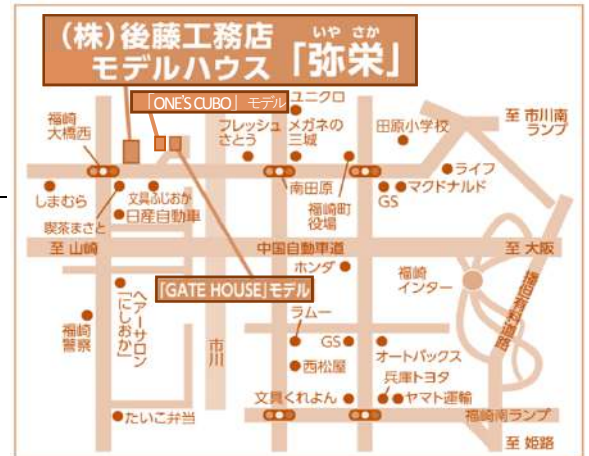 (株)後藤工務店
いや さか
モデルハウス「弥栄」
「ONE'S CUBO」 モデル
ユニクロ
福崎
大橋西
フレッシュ
さとう
メガネの
三城
田原小学校
至 市川南
ランプ
ライフ
しまむら
文具ふじおか
南田原
福崎町
役場
GS
マクドナルド
喫茶まさと
日産自動車
至 山崎
中国自動車道
至 大阪
ホンダ
福崎
インター
播但有料道路
「GATE HOUSE」モデル
福崎
警察
ヘアーサロン
「にしおか」
市川
ラムー
GS
オートバックス
西松屋
兵庫トヨタ
文具くれよん
ヤマト運輸
たいこ弁当
福崎南ランプ
至 姫路